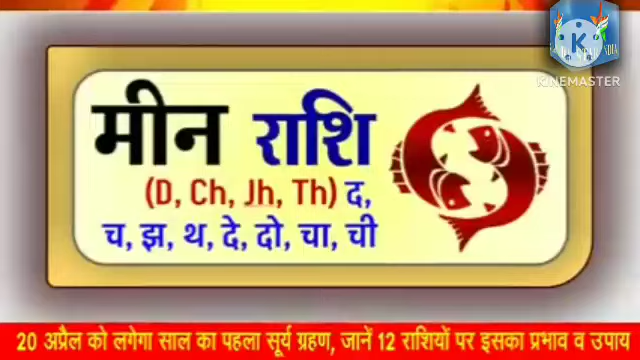 KINEMASTER
मीन राशि
(D, Ch, Jh, Th) द,
च, झ, थ, दे, दो, चा, ची
20 अप्रैल को लगेगा साल का पहला सूर्य ग्रहण, जानें 12 राशियों पर इसका प्रभाव व उपाय